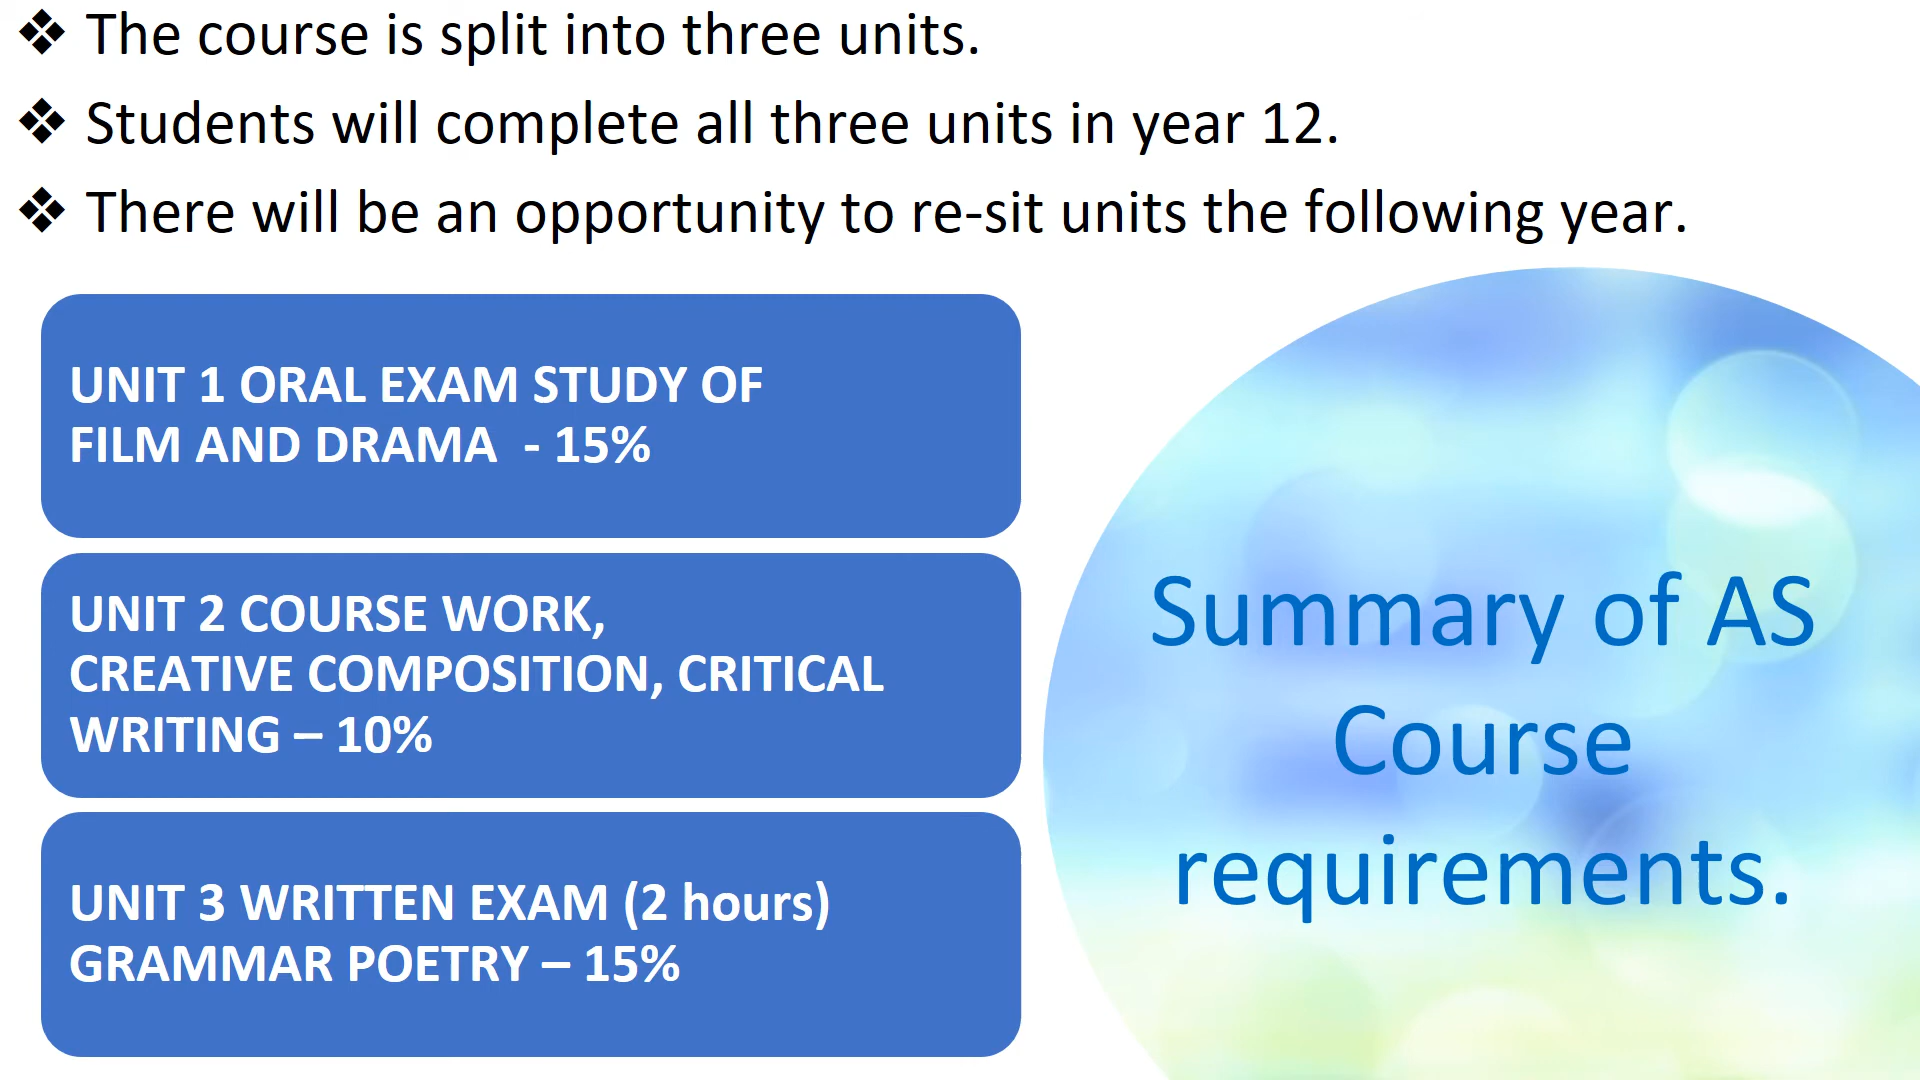 ❖ The course is split into three units.
❖ Students will complete all three units in year 12.
❖ There will be an opportunity to re-sit units the following year.
UNIT 1 ORAL EXAM STUDY OF
FILM AND DRAMA  - 15%
UNIT 2 COURSE WORK,
CREATIVE COMPOSITION, CRITICAL
WRITING – 10%
UNIT 3 WRITTEN EXAM (2 hours)
GRAMMAR POETRY – 15%
Summary of AS
Course
requirements.